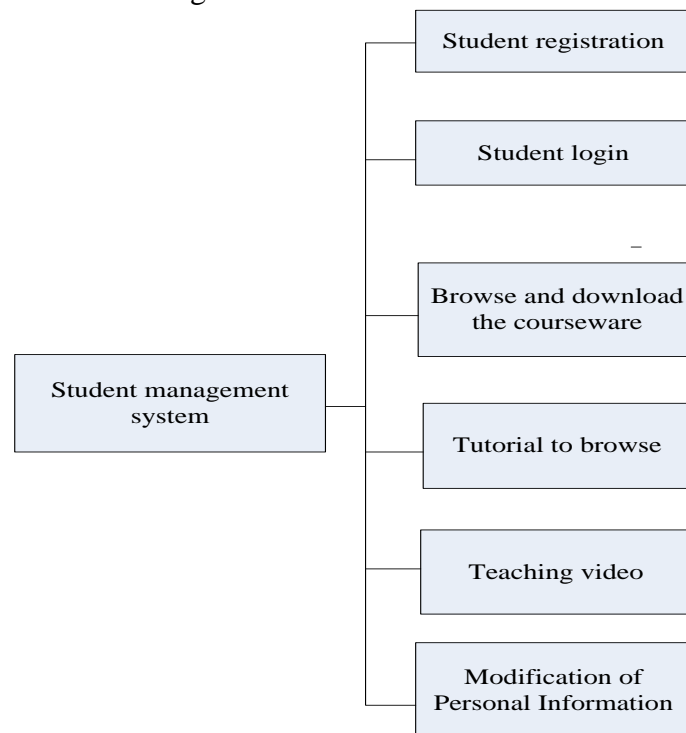 Student registration
Student login
Browse and download
the courseware
Student management
system
Tutorial to browse
Teaching video
Modification of
Personal Information